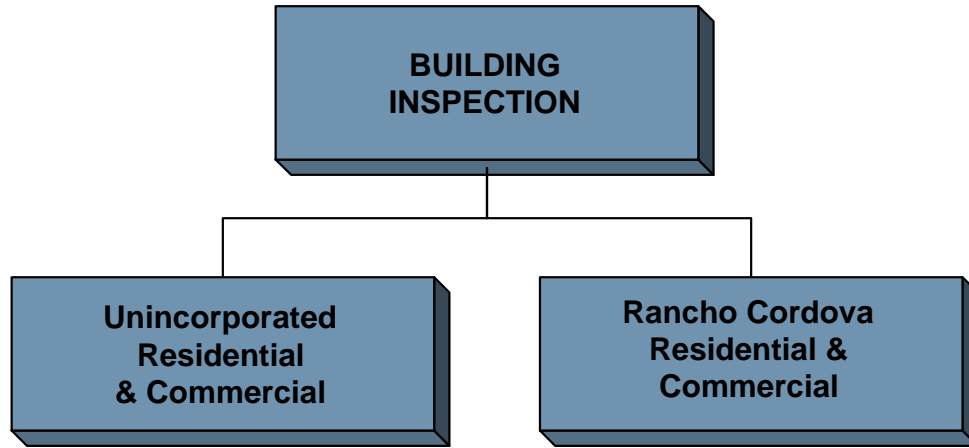 BUILDING
INSPECTION
Unincorporated
Residential
& Commercial
Rancho Cordova
Residential &
Commercial